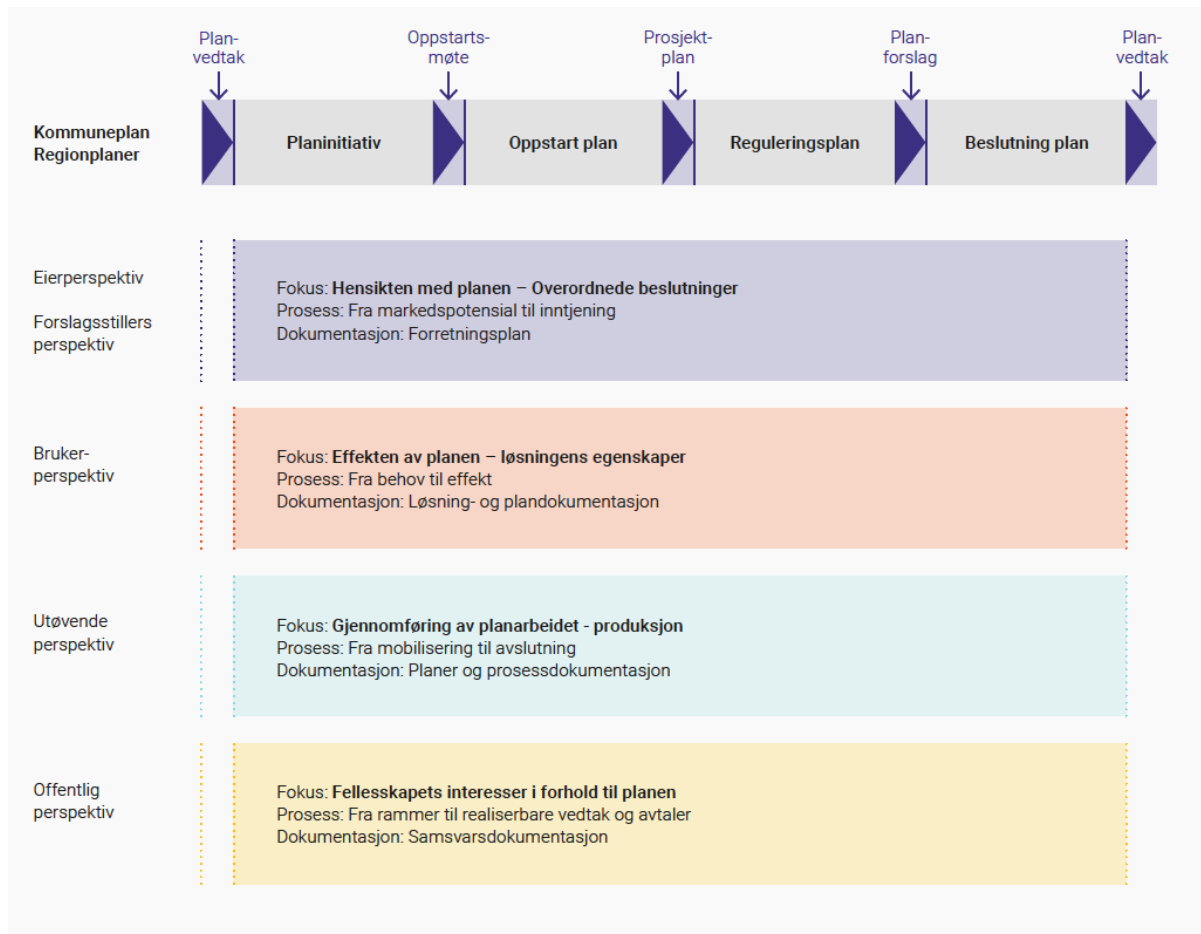 Plan-
vedtak
Oppstarts-
møte
Prosjekt-
plan
Plan-
forslag
Plan-
vedtak
Kommuneplan
Regionplaner
Planinitiativ
Oppstart plan
Reguleringsplan
Beslutning plan
Eierperspektiv
Forslagsstillers
perspektiv
Fokus: Hensikten med planen – Overordnede beslutninger
Prosess: Fra markedspotensial til inntjening
Dokumentasjon: Forretningsplan
Bruker-
perspektiv
Fokus: Effekten av planen – løsningens egenskaper
Prosess: Fra behov til effekt
Dokumentasjon: Løsning- og plandokumentasjon
Utøvende
perspektiv
Fokus: Gjennomføring av planarbeidet - produksjon
Prosess: Fra mobilisering til avslutning
Dokumentasjon: Planer og prosessdokumentasjon
Offentlig
perspektiv
Fokus: Fellesskapets interesser i forhold til planen
Prosess: Fra rammer til realiserbare vedtak og avtaler
Dokumentasjon: Samsvarsdokumentasjon